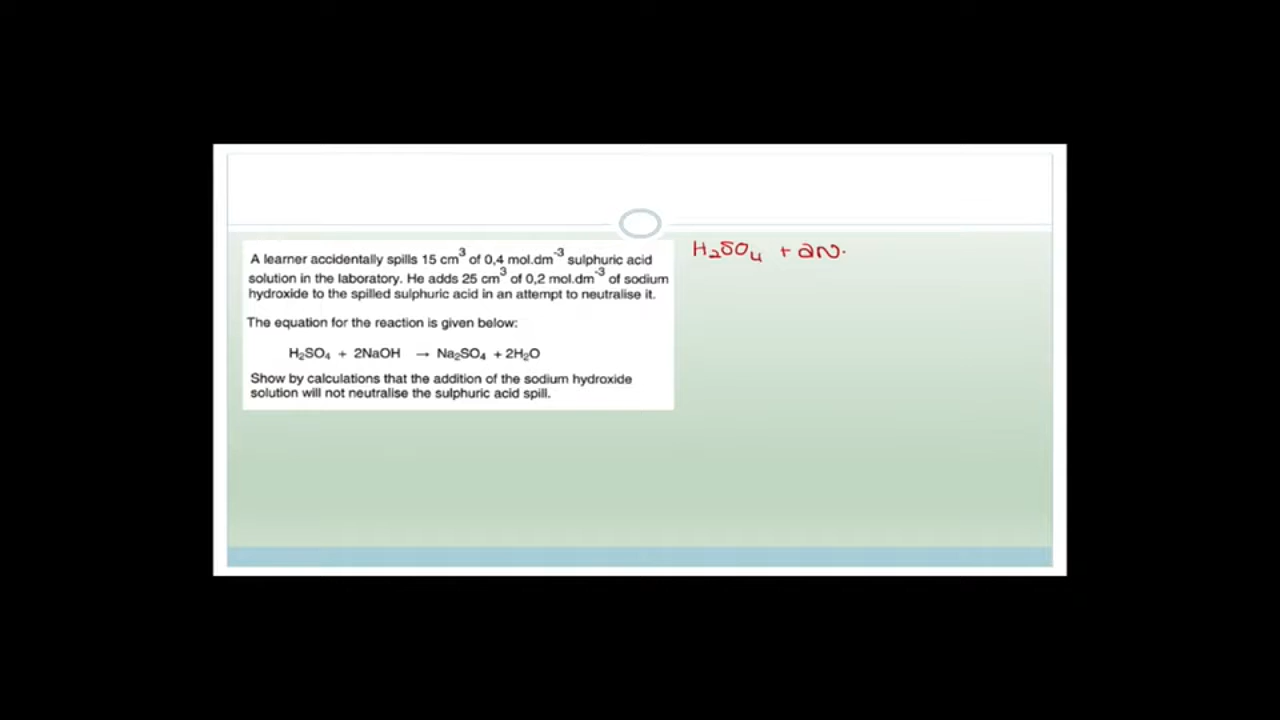 A learner accidentally spills 15 cm³ of 0,4 mol.dm⁻³ sulphuric acid
solution in the laboratory. He adds 25 cm³ of 0,2 mol.dm⁻³ of sodium
hydroxide to the spilled sulphuric acid in an attempt to neutralise it.
The equation for the reaction is given below:
H₂SO₄ + 2NaOH → Na₂SO₄ + 2H₂O
Show by calculations that the addition of the sodium hydroxide
solution will not neutralise the sulphuric acid spill.
H₂SO₄ + 2N